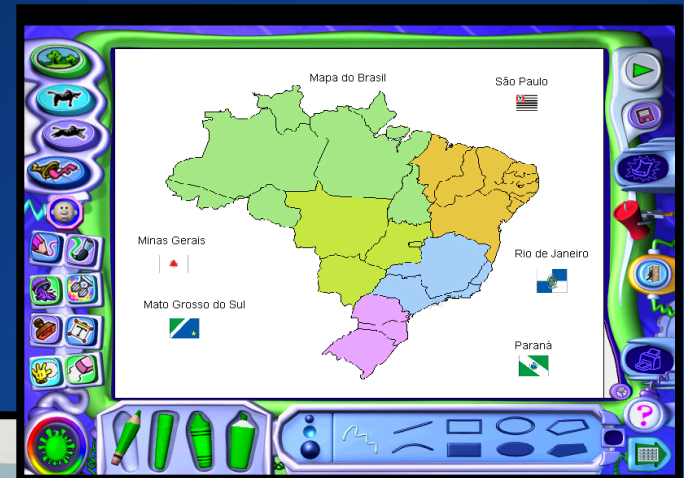 Mapa do Brasil
São Paulo
Minas Gerais
Rio de Janeiro
Mato Grosso do Sul
Paraná
?